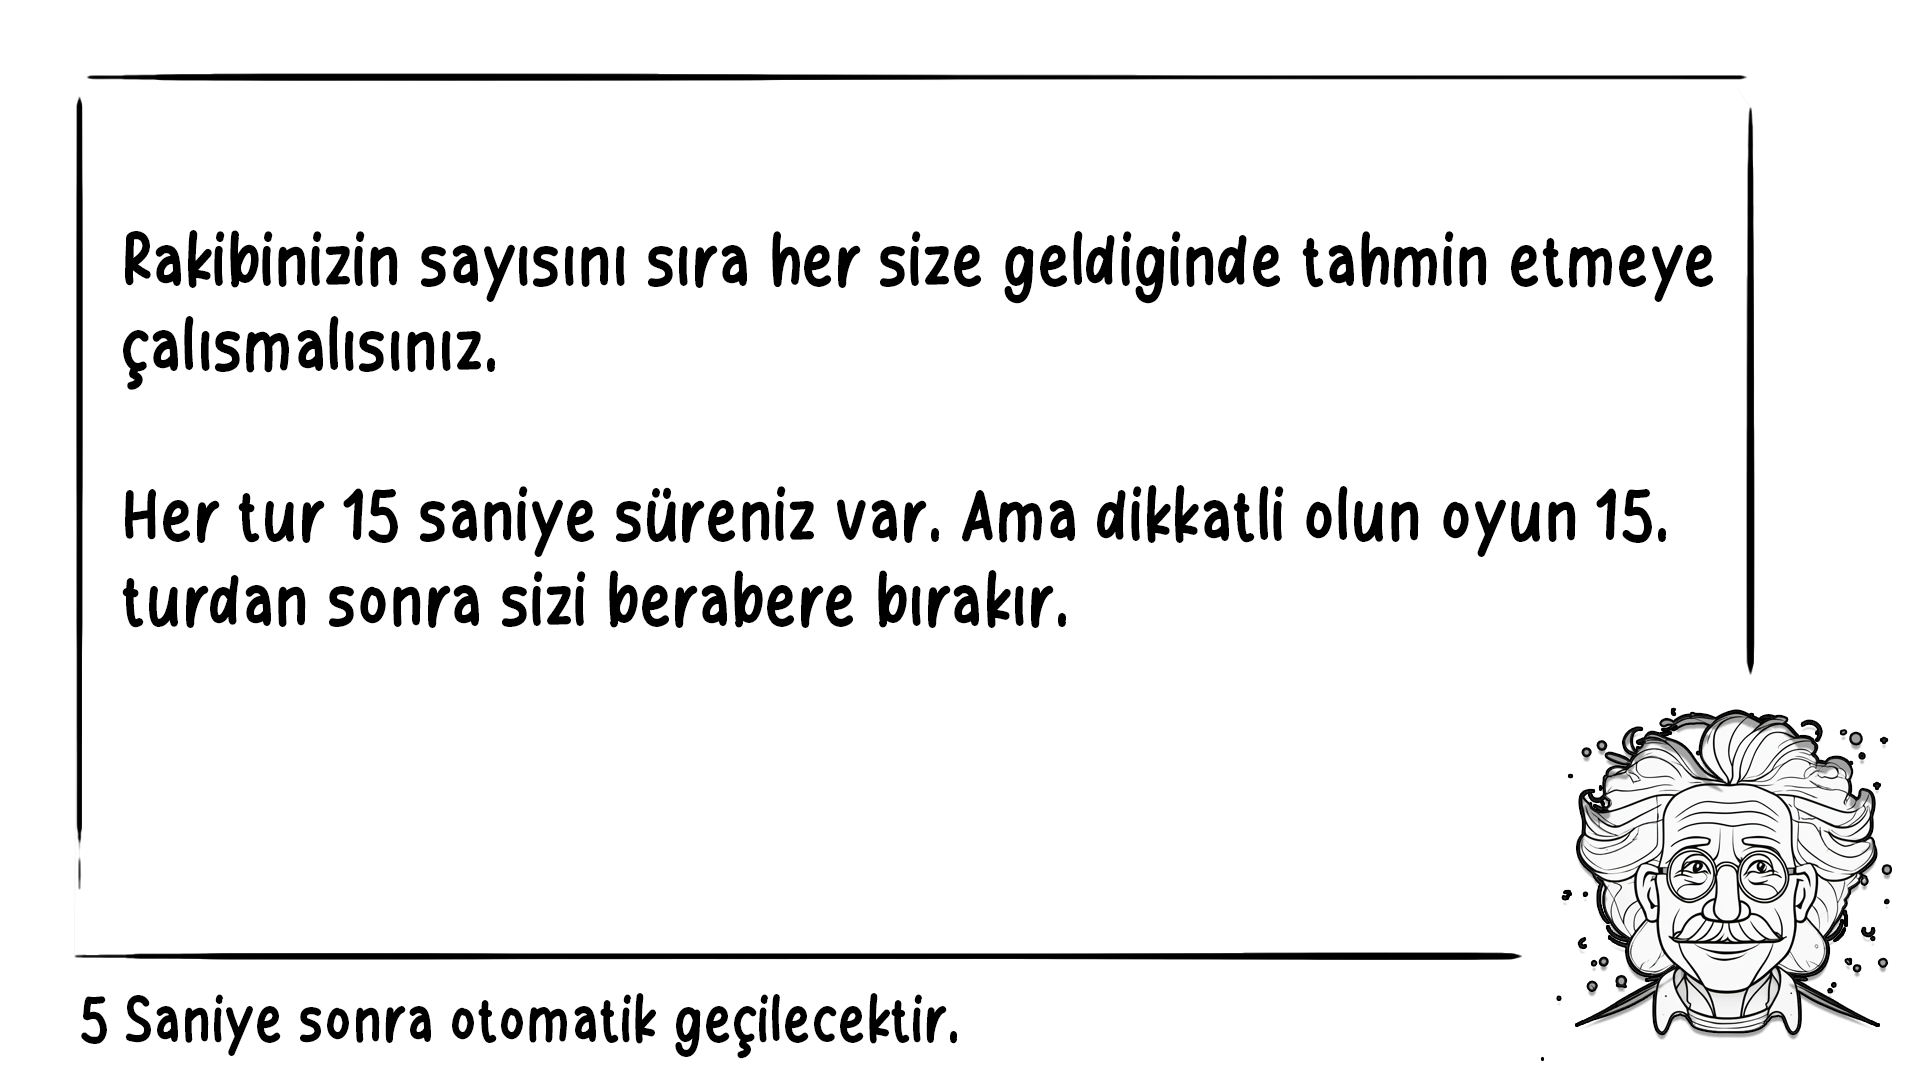 Rakibinizin sayısını sıra her size geldiginde tahmin etmeye
çalısmalısınız.
Her tur 15 saniye süreniz var. Ama dikkatli olun oyun 15.
turdan sonra sizi berabere bırakır.
5 Saniye sonra otomatik geçilecektir.